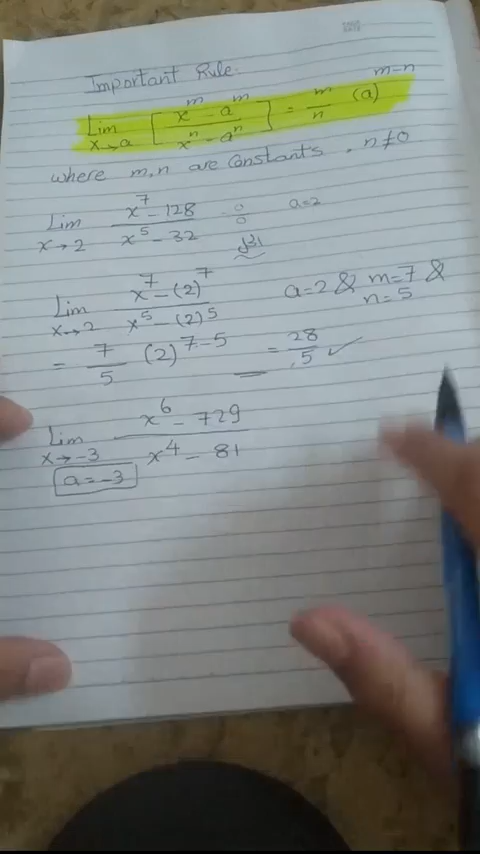 Important Rule.
Lim x→a [x^m - a^m / x^n - a^n] = m/n (a)^m-n
where m,n are Constants , n≠0
Lim x→2 x^7 - 128 / x^5 - 32 0/0 a=2
Lim x→2 x^7 - (2)^7 / x^5 - (2)^5 a=2 & m=7 & n=5
= 7/5 (2)^7-5 = 28/5 ✓
Lim x→-3 x^6 - 729 / x^4 - 81
a=-3